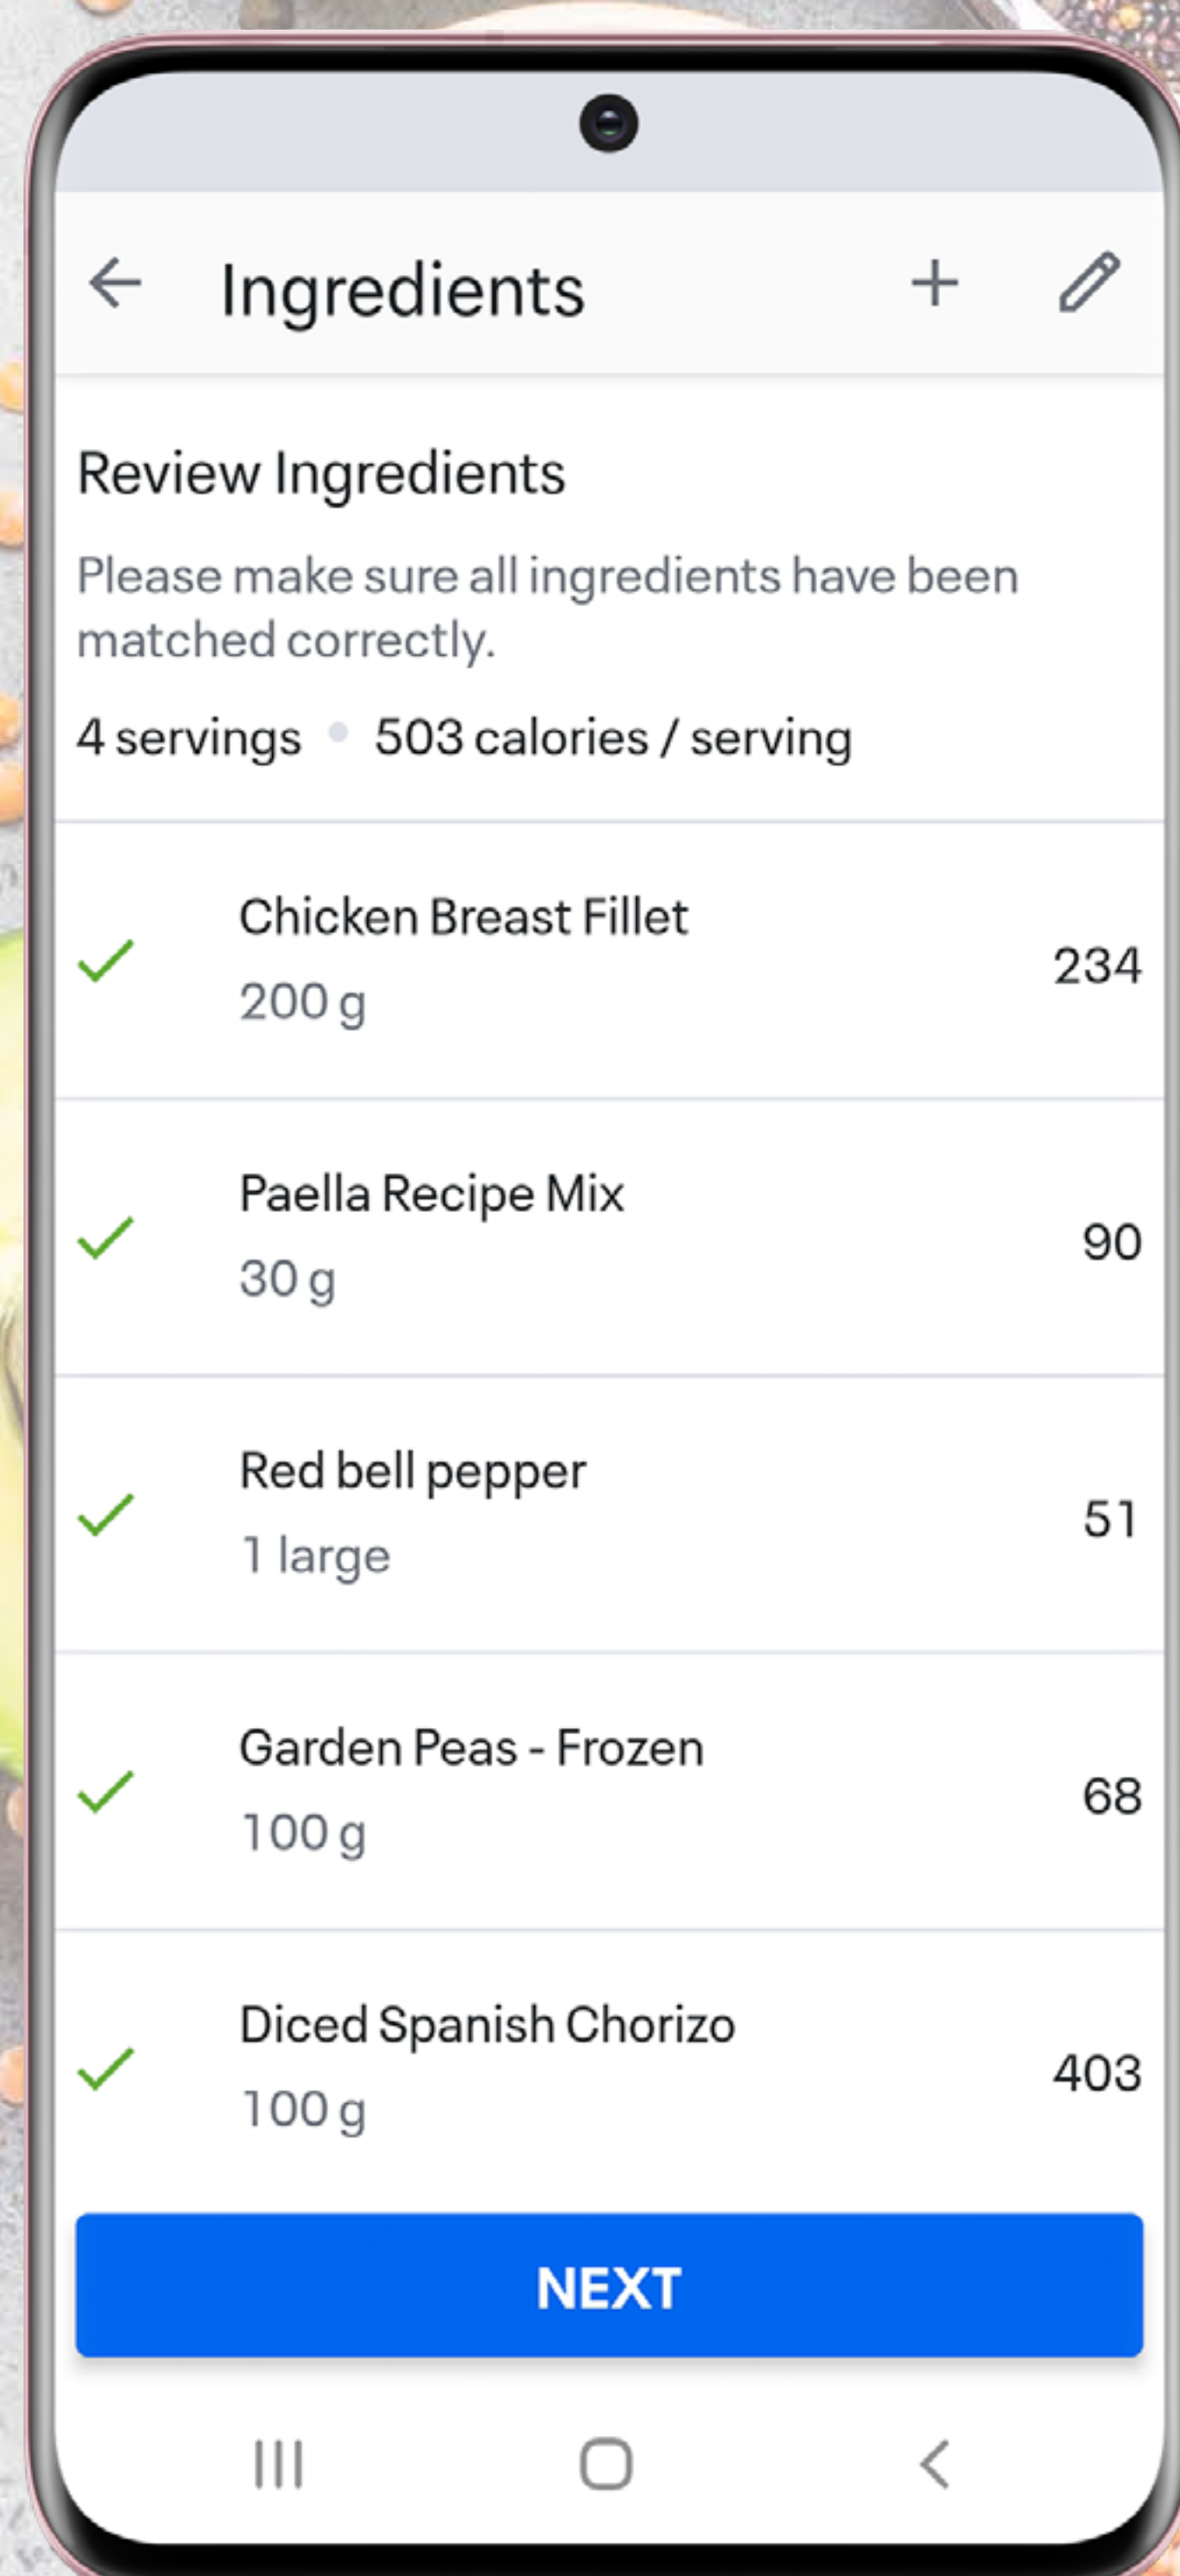 Ingredients
Review Ingredients
Please make sure all ingredients have been
matched correctly.
4 servings • 503 calories / serving
Chicken Breast Fillet
234
200 g
Paella Recipe Mix
90
30 g
Red bell pepper
51
1 large
Garden Peas - Frozen
68
100 g
Diced Spanish Chorizo
403
100 g
NEXT